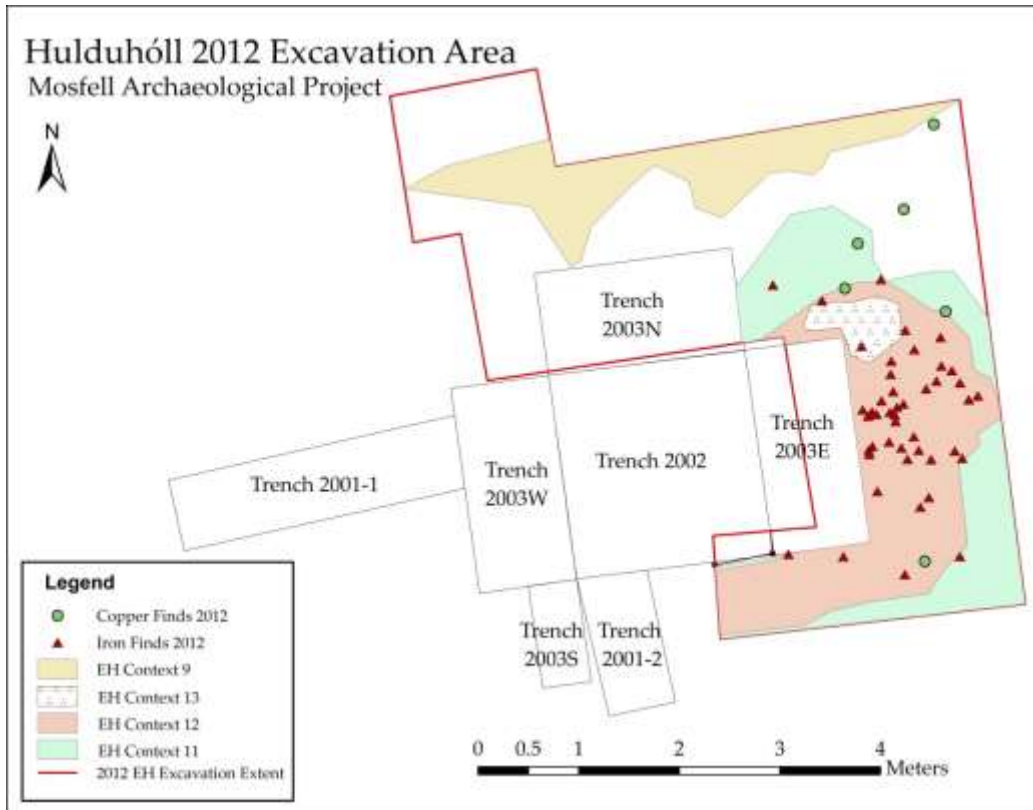 Hulduhóll 2012 Excavation Area
Mosfell Archaeological Project
N
Trench
2003N
Trench
2003E
Trench 2002
Trench 2001-1
Trench
2003W
Trench
2003S
Trench
2001-2
Legend
Copper Finds 2012
Iron Finds 2012
EH Context 9
EH Context 13
EH Context 12
EH Context 11
2012 EH Excavation Extent
0 0.5 1 2 3 4
Meters